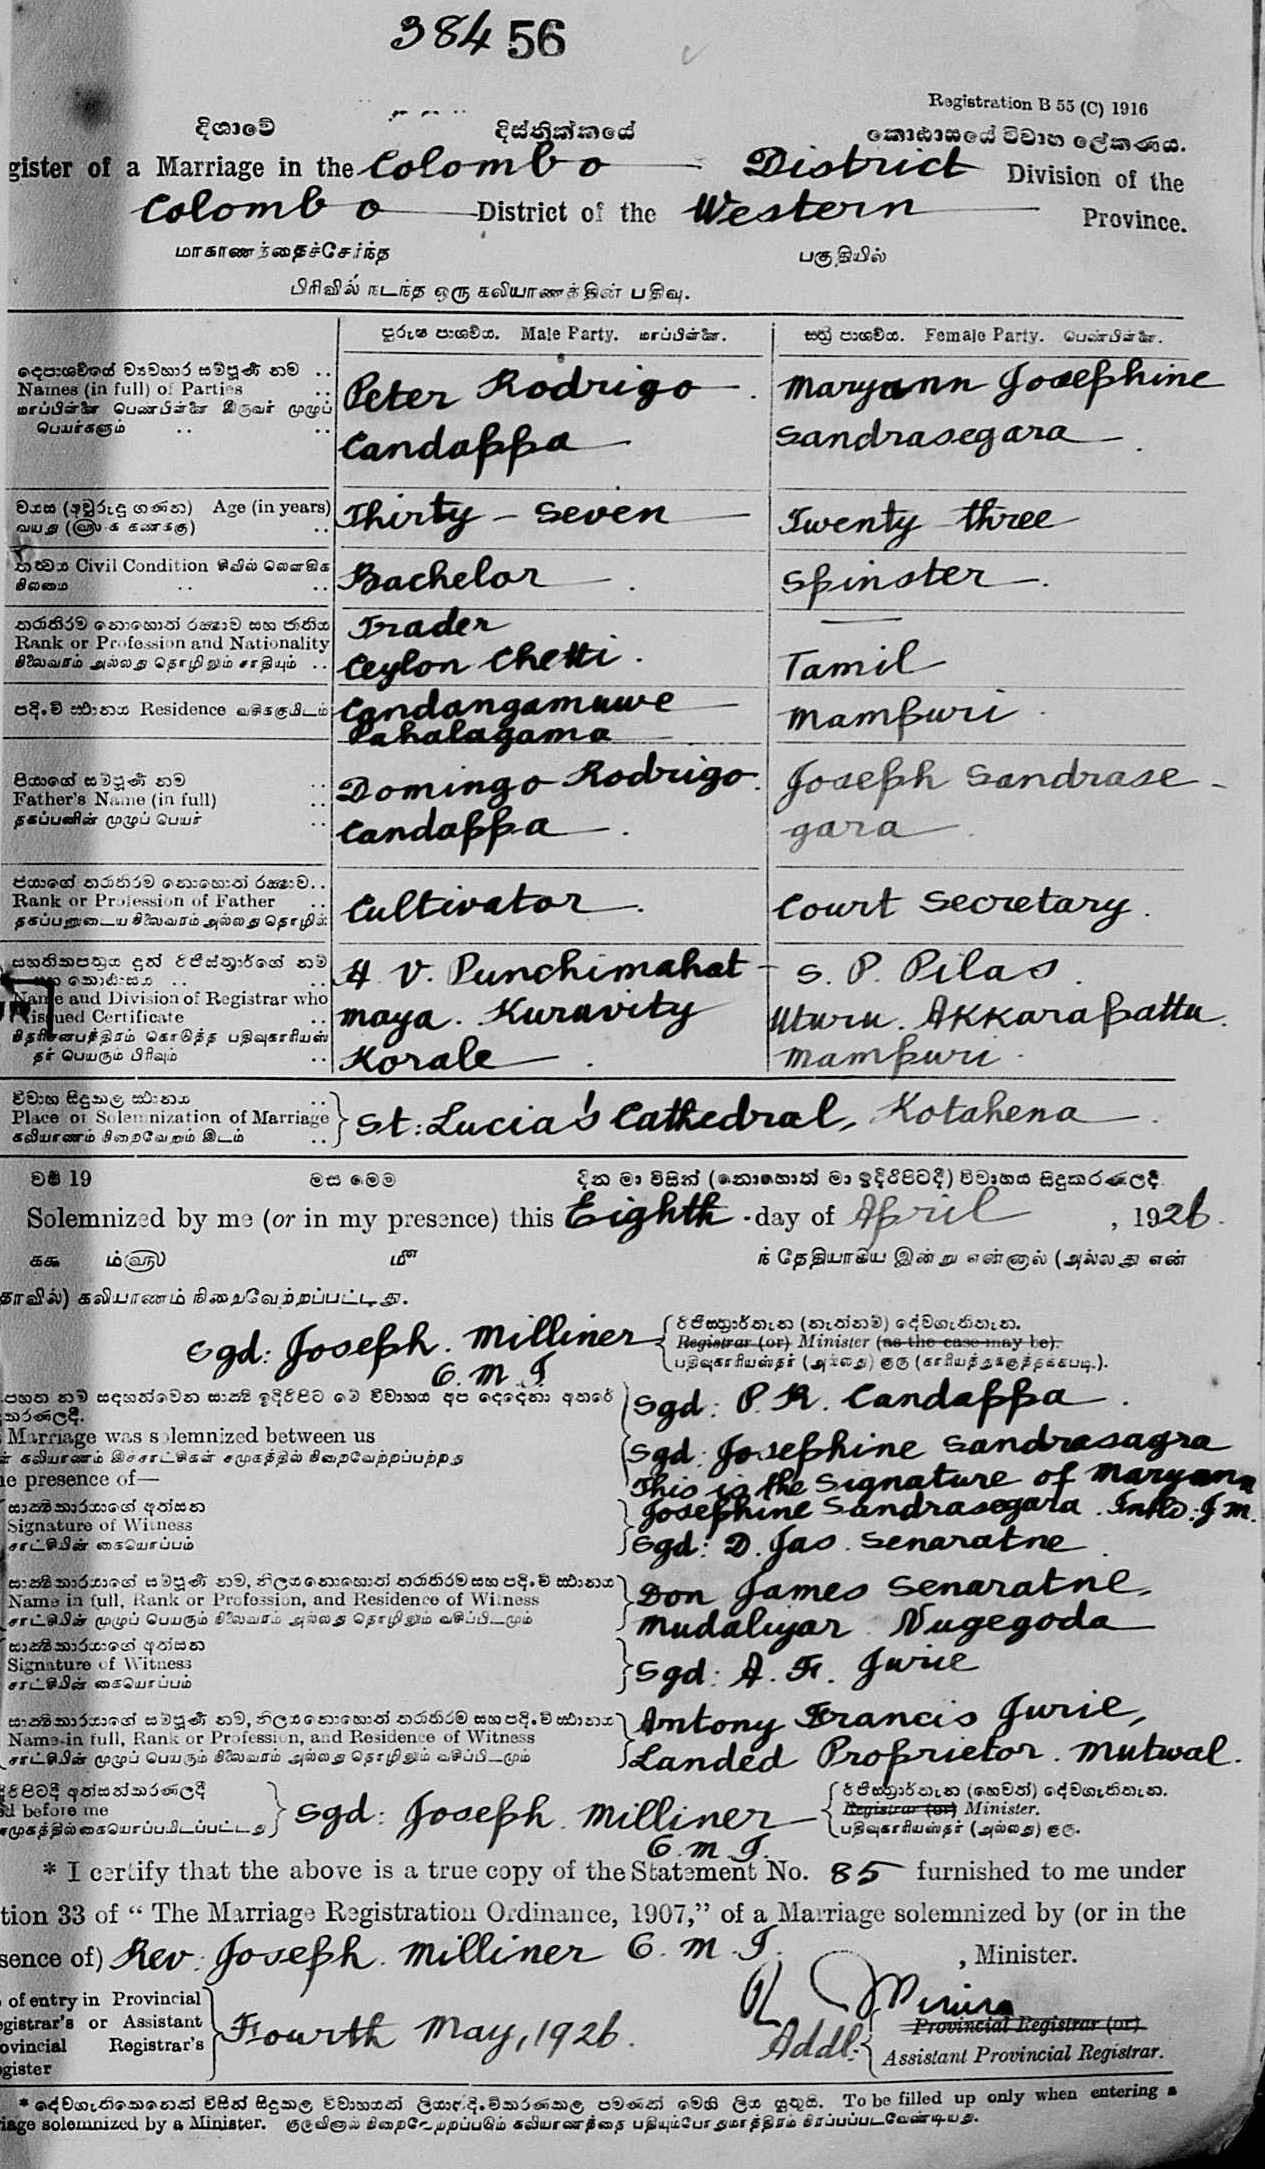 384 56
Registration B 55 (C) 1916
දිශාවේ දිස්ත්‍රික්කයේ කොඨාසයේ විවාහ ලේකණය.
gister of a Marriage in the Colombo District Division of the
Colombo District of the Western Province.
மாகாணத்தைச்சேர்ந்த பகுதியில்
பிரிவில் நடந்த ஒரு கலியாணத்தின் பதிவு.
පුරුෂ පාශවීය. Male Party. மாப்பிள்ளை. ස්ත්‍රී පාශවීය. Female Party. பெண்பிள்ளை.
දෙපාශවීයේ ව්‍යවහාර සම්පූර්ණ නම ..
Names (in full) of Parties ..
மாப்பிள்ளை பெண்பிள்ளை இருவர் முழுப்
பெயர்களும் .. ..
Peter Rodrigo Candappa
Maryann Josephine Sandrasegara
වයස (අවුරුදු ගණන) Age (in years)
வயது ( கணக்கு) ..
Thirty - Seven
Twenty three
තත්වය Civil Condition சிவில் லௌகிக
நிலமை .. ..
Bachelor
Spinster
තරාතිරම නොහොත් රක්ෂාව සහ ජාතිය
Rank or Profession and Nationality
நிலைவரம் அல்லது தொழிலும் சாதியும் ..
Trader
Ceylon Chetti.
Tamil
පදිංචි ස්ථානය Residence வசிக்குமிடம்
Candangamuwe Pahalagama
Mampuri
පියාගේ සම්පූර්ණ නම ..
Father's Name (in full) ..
தகப்பனின் முழுப் பெயர் ..
Domingo Rodrigo Candappa
Joseph Sandrase-
gara
පියාගේ තරාතිරම නොහොත් රක්ෂාව..
Rank or Profession of Father ..
தகப்பனுடைய நிலைவரம் அல்லது தொழில்
Cultivator
Court Secretary.
සහතිකපත්‍රය දුන් රෙජිස්ත්‍රාර්ගේ නම
සහ කොඨාසය .. ..
Name and Division of Registrar who
issued Certificate ..
கொடுத்த பதிவுகாரியஸ்
தர் பெயரும் பிரிவும் ..
H. V. Punchimahat-
maya. Kuruvity
Korale
S. P. Pilas
Uturu. Akkarapattu.
Mampuri
විවාහ සිදුකල ස්ථානය ..
Place of Solemnization of Marriage
கலியாணம் நிறைவேறும் இடம் ..
St: Lucia's Cathedral, Kotahena
වර්ෂ 19 මස මෙම දින මා විසින් (නොහොත් මා ඉදිරිපිටදී) විවාහය සිදුකරණලදී
Solemnized by me (or in my presence) this Eighth day of April, 1926.
ககூ ம் மீ ந் தேதியாகிய இன்று என்னால் (அல்லது என்
தாவில்) கலியாணம் நிறைவேற்றப்பட்டது.
Sgd: Joseph. Milliner
O. M. I.
රෙජිස්ත්‍රාර්තැන (නැත්නම්) දේවගැතිතැන.
Registrar (or) Minister (as the case may be).
பதிவுகாரியஸ்தர் (அல்லது) குரு (காரியத்துக்குத்தக்கபடி.).
පහත නම් සඳහන්වෙන සාක්ෂි ඉදිරිපිට මේ විවාහය අප දෙදෙනා අතරේ
කරණලදී.
Marriage was solemnized between us
கலியாணம் இச்சாட்சிகள் சமுகத்தில் நிறைவேற்றப்பற்றது
ne presence of—
Sgd: P. R. Candappa.
Sgd: Josephine Sandrasagra
This is the Signature of Maryann
Josephine Sandrasegara. Intld: J M.
සාක්ෂිකාරයාගේ අත්සන
Signature of Witness
சாட்சியின் கையொப்பம்
Sgd: D. Jas. Senaratne
සාක්ෂිකාරයාගේ සම්පූර්ණ නම, නිලය නොහොත් තරාතිරම සහ පදිංචි ස්ථානය
Name in full, Rank or Profession, and Residence of Witness
சாட்சியின் முழுப் பெயரும் நிலைவரம் அல்லது தொழிலும் வசிப்பிடமும்
Don James Senaratne,
Mudaliyar Nugegoda
සාක්ෂිකාරයාගේ අත්සන
Signature of Witness
சாட்சியின் கையொப்பம்
Sgd: A. F. Jurie
සාක්ෂිකාරයාගේ සම්පූර්ණ නම, නිලය නොහොත් තරාතිරම සහ පදිංචි ස්ථානය
Name in full, Rank or Profession, and Residence of Witness
சாட்சியின் முழுப் பெயரும் நிலைவரம் அல்லது தொழிலும் வசிப்பிடமும்
Antony Francis Jurie,
Landed Proprietor. Mutwal.
දිරිපිටදී අත්සන්කරණලදී
ed before me
சமுகத்தில் கையொப்பமிடப்பட்டது
Sgd: Joseph. Milliner
O. M. I.
රෙජිස්ත්‍රාර්තැන (හෙවත්) දේවගැතිතැන.
Registrar (or) Minister.
பதிவுகாரியஸ்தர் (அல்லது) குரு.
* I certify that the above is a true copy of the Statement No. 85 furnished to me under
tion 33 of “ The Marriage Registration Ordinance, 1907,” of a Marriage solemnized by (or in the
sence of) Rev. Joseph. Milliner O. M. I., Minister.
of entry in Provincial
egistrar's or Assistant
ovincial Registrar's
gister
Fourth May, 1926.
Addl:
Provincial Registrar (or)
Assistant Provincial Registrar.
* දේවගැතිකෙනෙක් විසින් සිදුකල විවාහයක් ලියාපදිංචිකරණකල පමණක් මෙහි ලිය යුතුයි. To be filled up only when entering a
riage solemnized by a Minister. குருவினால் நிறைவேற்றப்படும் கலியாணத்தை பதியும்போதுமாத்திரம் நிரப்பப்படவேண்டியது.